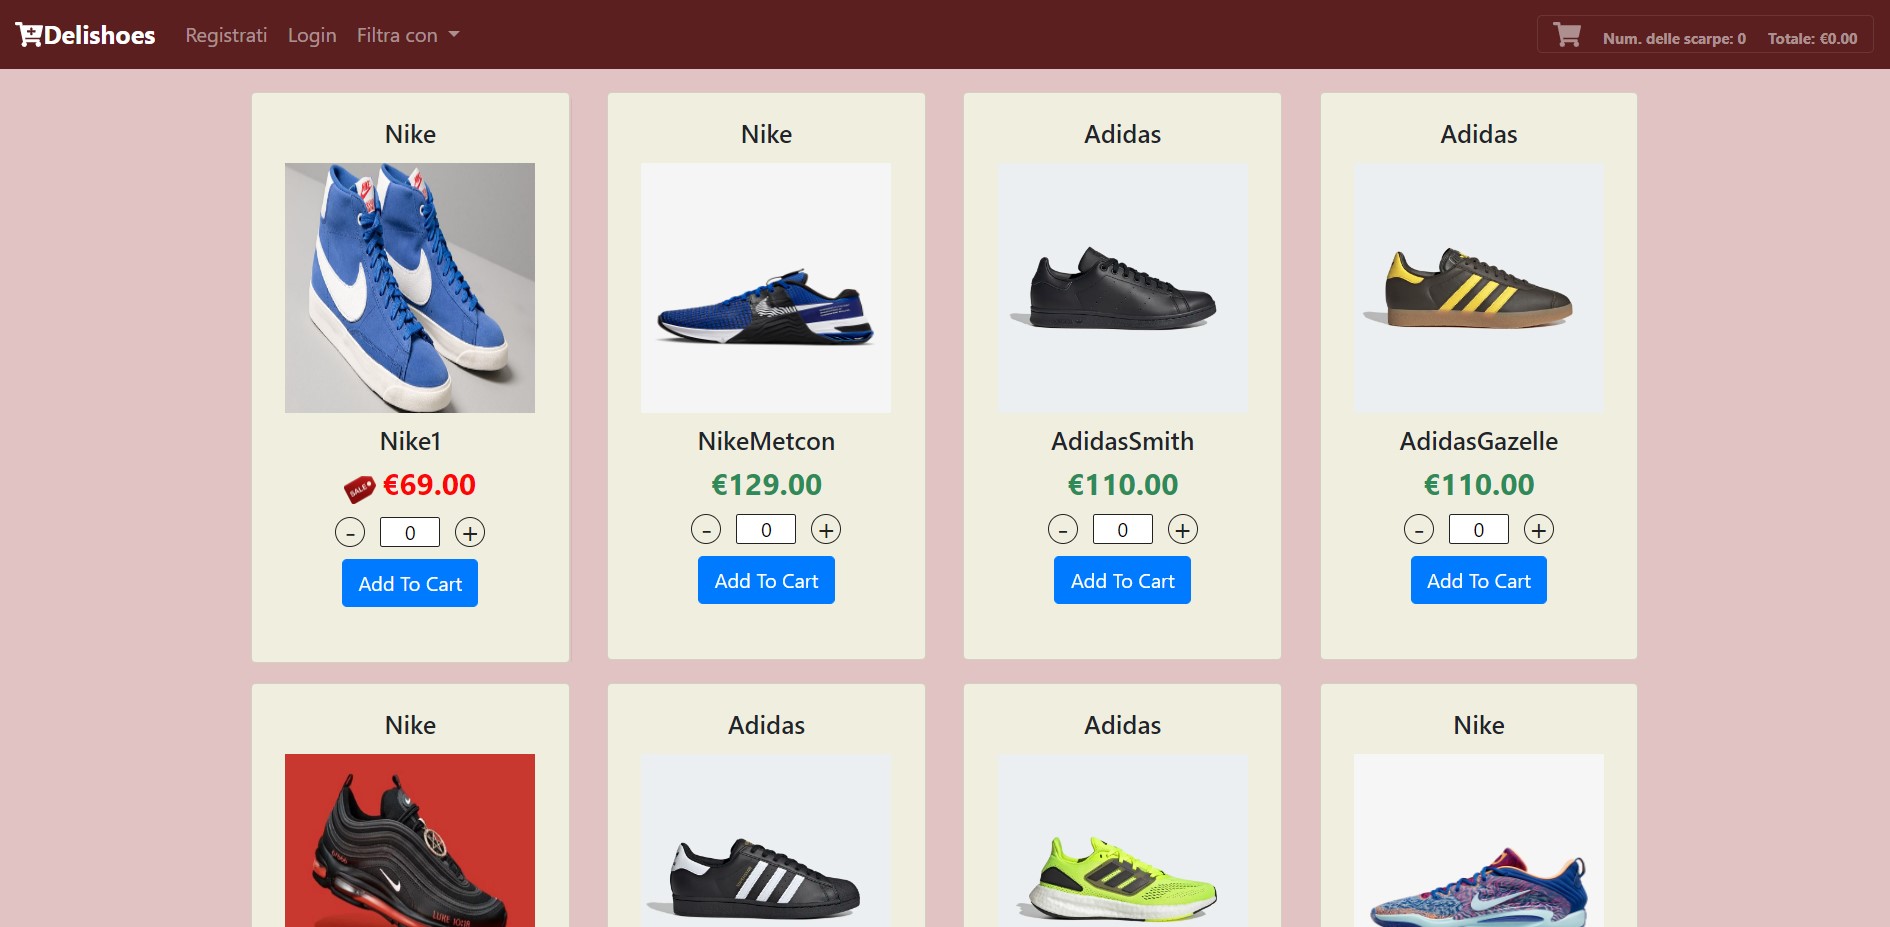 Delishoes Registrati Login Filtra con Num. delle scarpe: 0 Totale: €0.00
Nike Nike Adidas Adidas
Nike1 NikeMetcon AdidasSmith AdidasGazelle
SALE €69.00 €129.00 €110.00 €110.00
- 0 + - 0 + - 0 + - 0 +
Add To Cart Add To Cart Add To Cart Add To Cart
Nike Adidas Adidas Nike